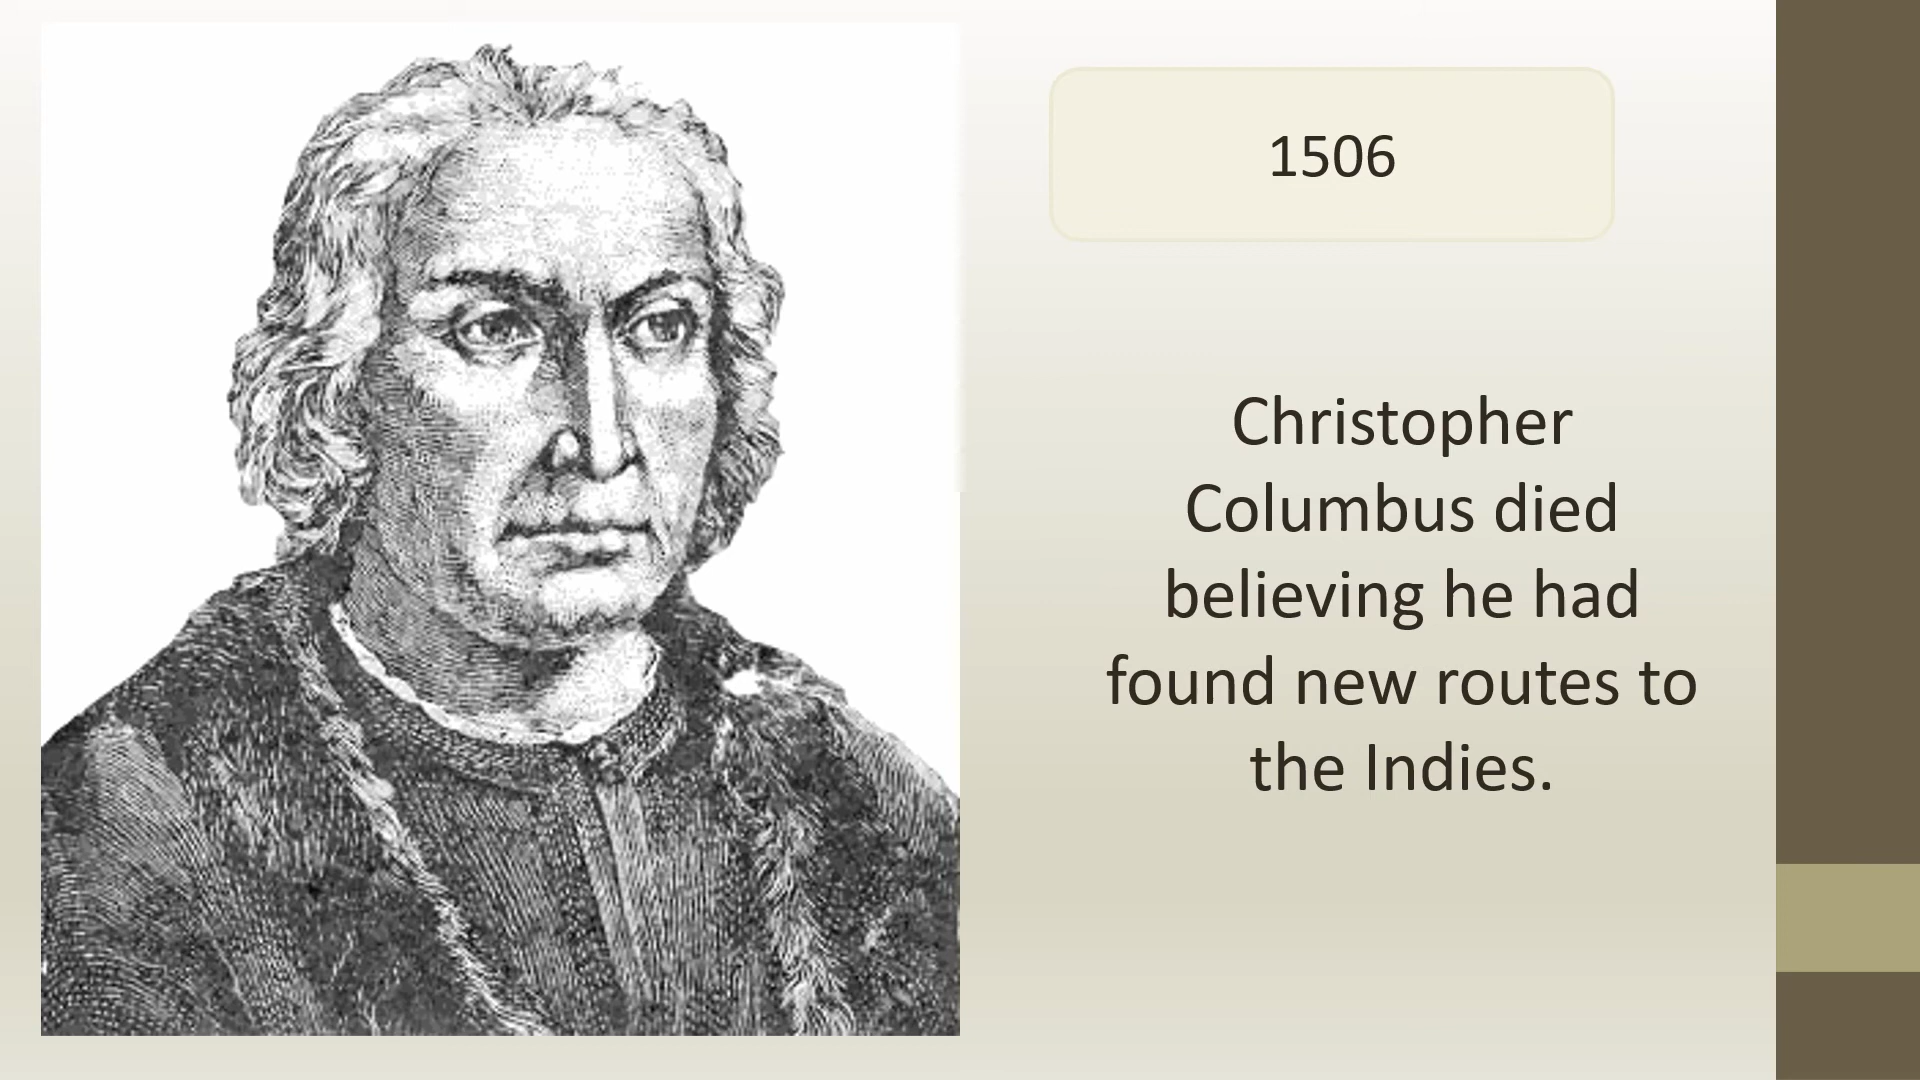 1506
Christopher
Columbus died
believing he had
found new routes to
the Indies.